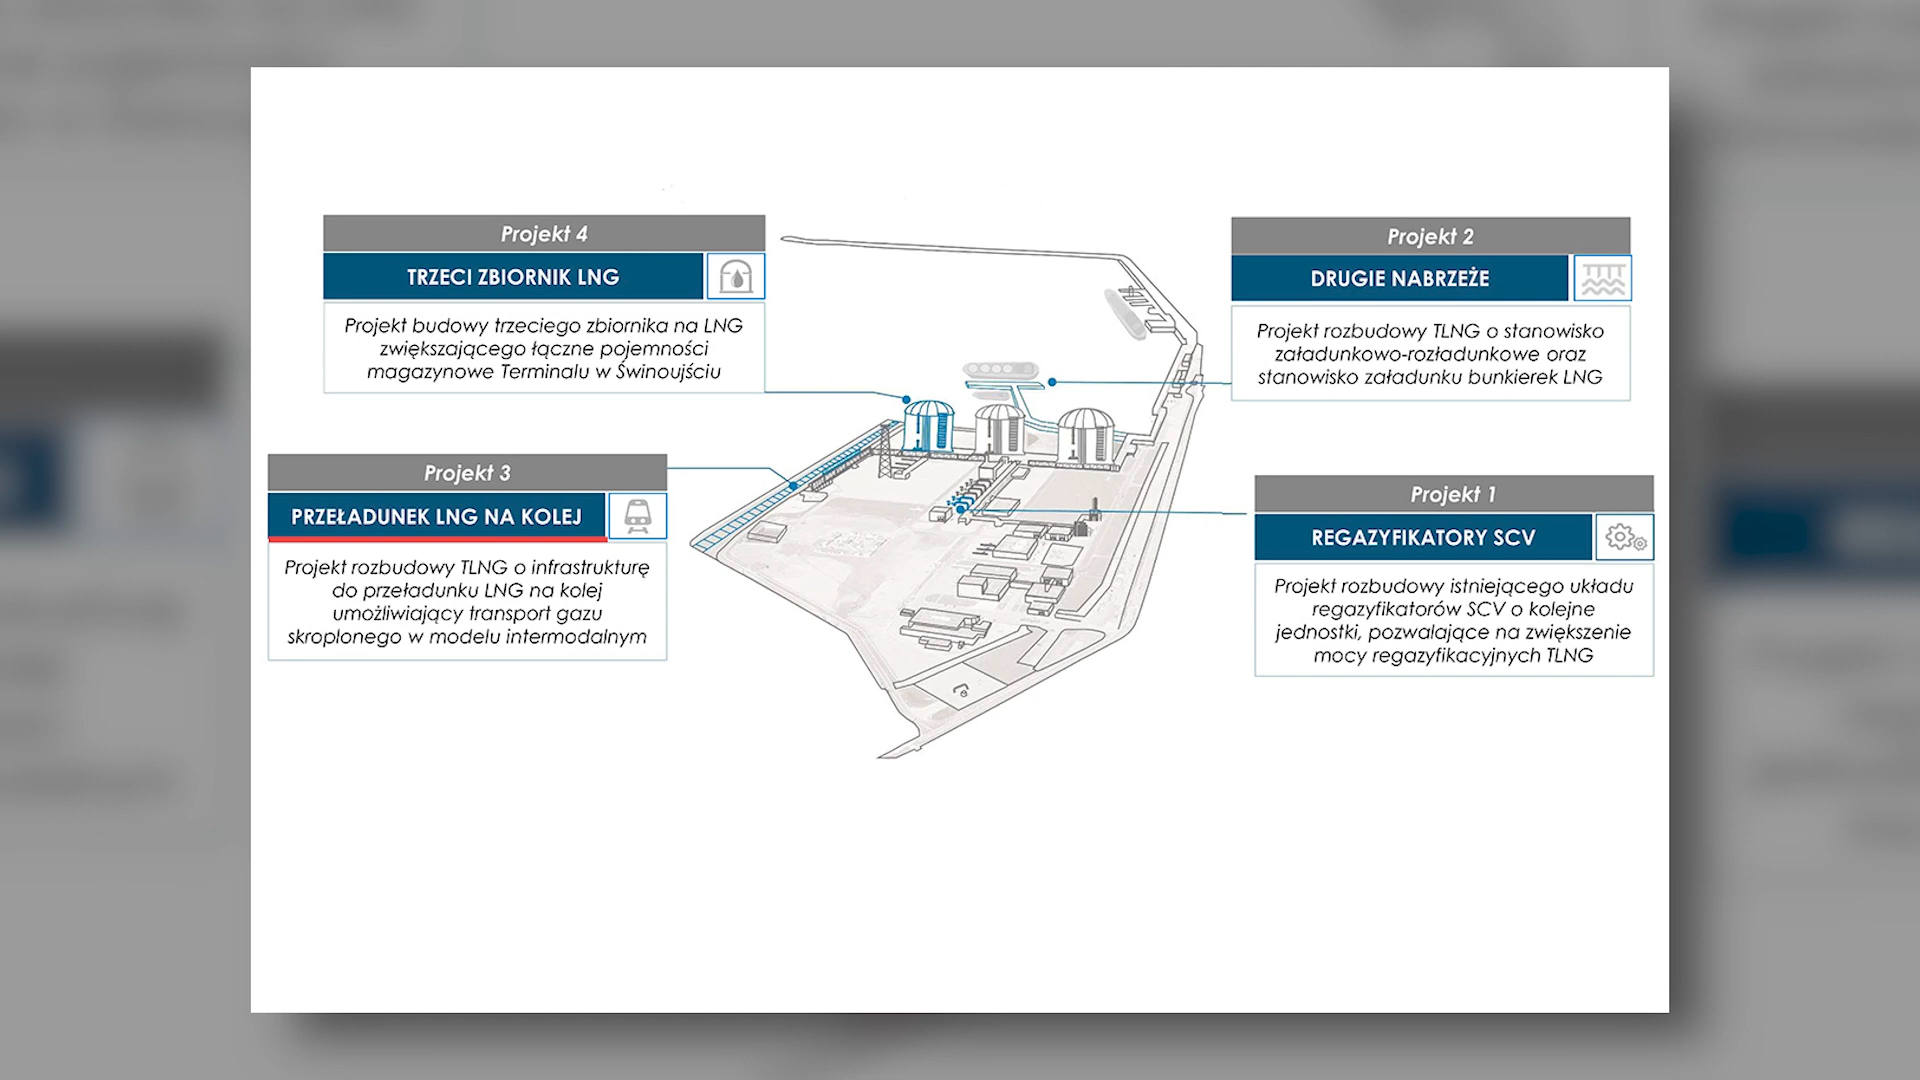 Projekt 4
TRZECI ZBIORNIK LNG
Projekt budowy trzeciego zbiornika na LNG
zwiększającego łączne pojemności
magazynowe Terminalu w Świnoujściu
Projekt 2
DRUGIE NABRZEŻE
Projekt rozbudowy TLNG o stanowisko
załadunkowo-rozładunkowe oraz
stanowisko załadunku bunkierek LNG
Projekt 3
PRZEŁADUNEK LNG NA KOLEJ
Projekt rozbudowy TLNG o infrastrukturę
do przeładunku LNG na kolej
umożliwiający transport gazu
skroplonego w modelu intermodalnym
Projekt 1
REGAZYFIKATORY SCV
Projekt rozbudowy istniejącego układu
regazyfikatorów SCV o kolejne
jednostki, pozwalające na zwiększenie
mocy regazyfikacyjnych TLNG